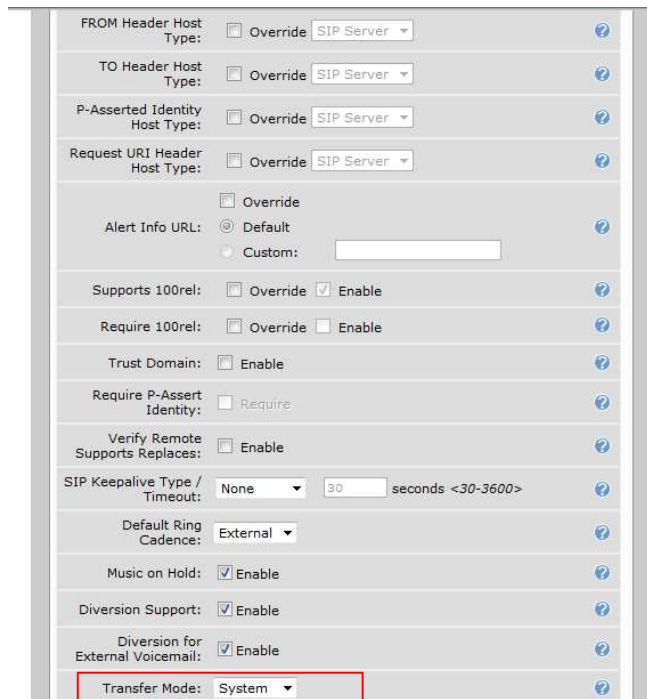 FROM Header Host
Type: Override SIP Server
TO Header Host
Type: Override SIP Server
P-Asserted Identity
Host Type: Override SIP Server
Request URI Header
Host Type: Override SIP Server
Override
Alert Info URL: Default
Custom:
Supports 100rel: Override Enable
Require 100rel: Override Enable
Trust Domain: Enable
Require P-Assert
Identity: Require
Verify Remote
Supports Replaces: Enable
SIP Keepalive Type /
Timeout: None 30 seconds <30-3600>
Default Ring
Cadence: External
Music on Hold: Enable
Diversion Support: Enable
Diversion for
External Voicemail: Enable
Transfer Mode: System